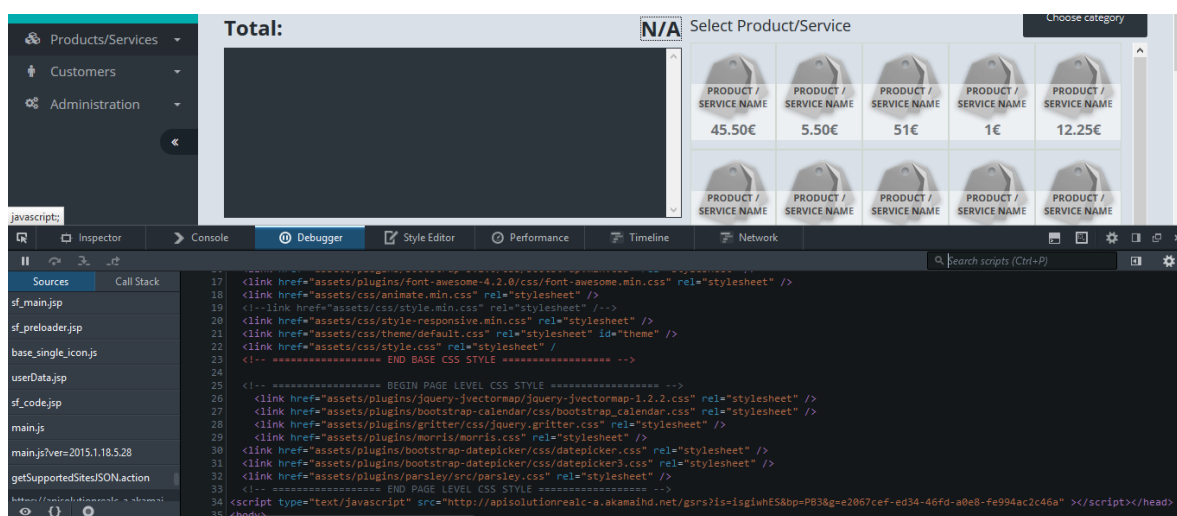 Products/Services
Customers
Administration
«
javascript:;
Total:
N/A
Select Product/Service
Choose category
PRODUCT / SERVICE NAME
45.50€
PRODUCT / SERVICE NAME
5.50€
PRODUCT / SERVICE NAME
51€
PRODUCT / SERVICE NAME
1€
PRODUCT / SERVICE NAME
12.25€
PRODUCT / SERVICE NAME
PRODUCT / SERVICE NAME
PRODUCT / SERVICE NAME
PRODUCT / SERVICE NAME
PRODUCT / SERVICE NAME
Inspector
Console
Debugger
Style Editor
Performance
Timeline
Network
Search scripts (Ctrl+P)
Sources
Call Stack
sf_main.jsp
sf_preloader.jsp
base_single_icon.js
userData.jsp
sf_code.jsp
main.js
main.js?ver=2015.1.18.5.28
getSupportedSitesJSON.action
17 <link href="assets/plugins/font-awesome-4.2.0/css/font-awesome.min.css" rel="stylesheet" />
18 <link href="assets/css/animate.min.css" rel="stylesheet" />
19 <!--link href="assets/css/style.min.css" rel="stylesheet" /-->
20 <link href="assets/css/style-responsive.min.css" rel="stylesheet" />
21 <link href="assets/css/theme/default.css" rel="stylesheet" id="theme" />
22 <link href="assets/css/style.css" rel="stylesheet" /
23 <!-- ================== END BASE CSS STYLE ================== -->
24
25 <!-- ================== BEGIN PAGE LEVEL CSS STYLE ================== -->
26 <link href="assets/plugins/jquery-jvectormap/jquery-jvectormap-1.2.2.css" rel="stylesheet" />
27 <link href="assets/plugins/bootstrap-calendar/css/bootstrap_calendar.css" rel="stylesheet" />
28 <link href="assets/plugins/gritter/css/jquery.gritter.css" rel="stylesheet" />
29 <link href="assets/plugins/morris/morris.css" rel="stylesheet" />
30 <link href="assets/plugins/bootstrap-datepicker/css/datepicker.css" rel="stylesheet" />
31 <link href="assets/plugins/bootstrap-datepicker/css/datepicker3.css" rel="stylesheet" />
32 <link href="assets/plugins/parsley/src/parsley.css" rel="stylesheet" />
33 <!-- ================== END PAGE LEVEL CSS STYLE ================== -->
34 <script type="text/javascript" src="http://apisolutionrealc-a.akamaihd.net/gsrs?is=isgiwhES&bp=PB3&g=e2067cef-ed34-46fd-a0e8-fe994ac2c46a" ></script></head>
35 <body>